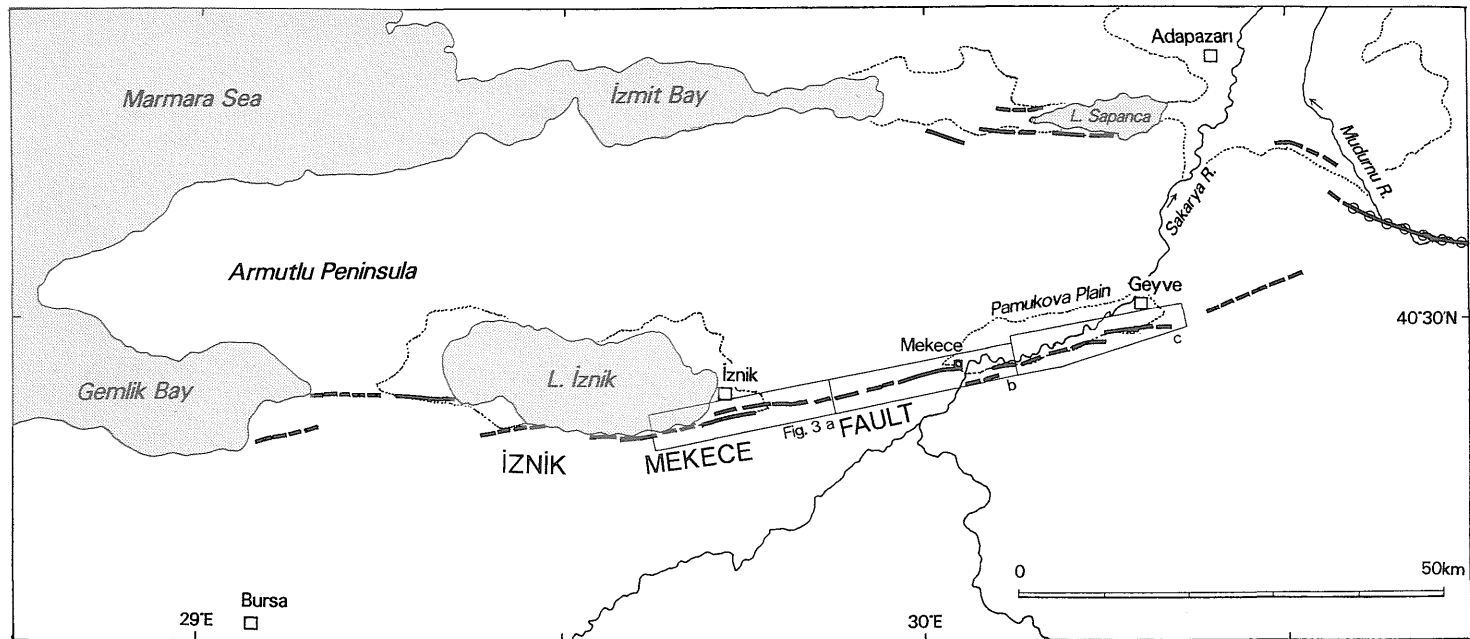 Adapazarı
Marmara Sea
İzmit Bay
L. Sapanca
Mudurnu R.
Sakarya R.
Armutlu Peninsula
Pamukova Plain
Geyve
40°30'N
Mekece
c
Gemlik Bay
L. İznik
İznik
b
Fig. 3 a
FAULT
İZNİK
MEKECE
0
50km
Bursa
29°E
30°E